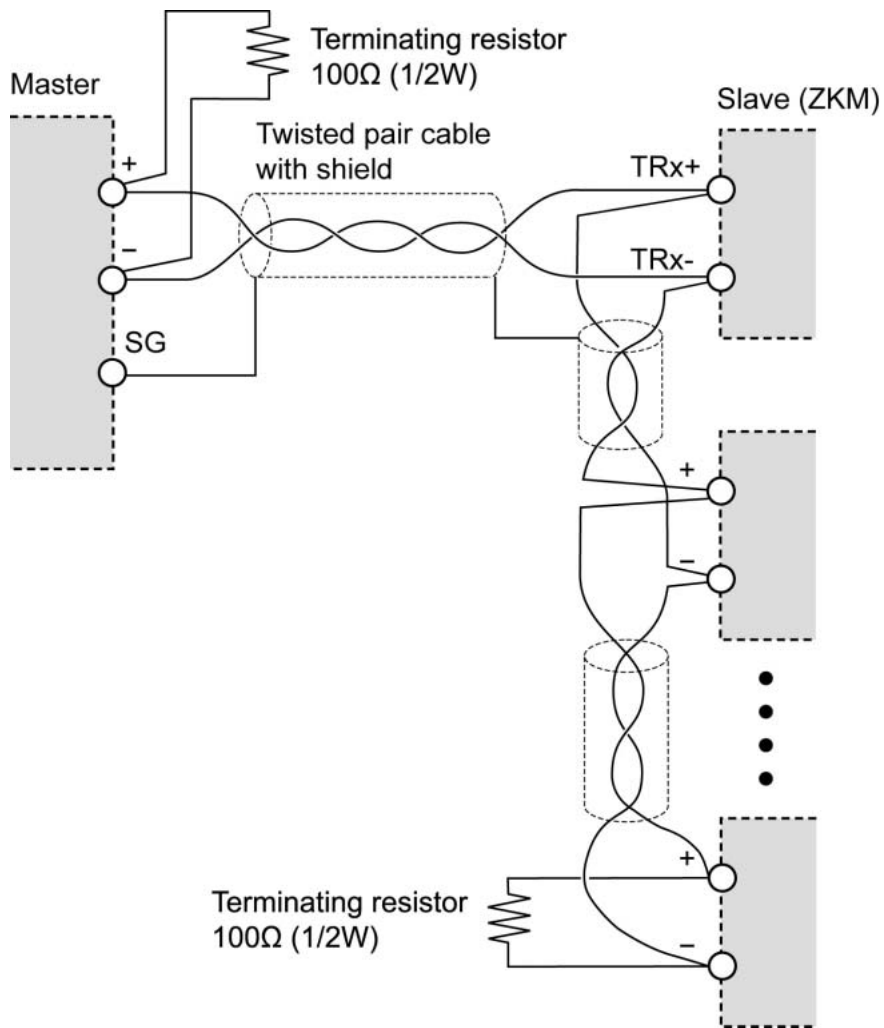 Terminating resistor
100Ω (1/2W)
Master
Slave (ZKM)
Twisted pair cable
with shield
+
TRx+
−
TRx-
SG
+
−
+
Terminating resistor
100Ω (1/2W)
−